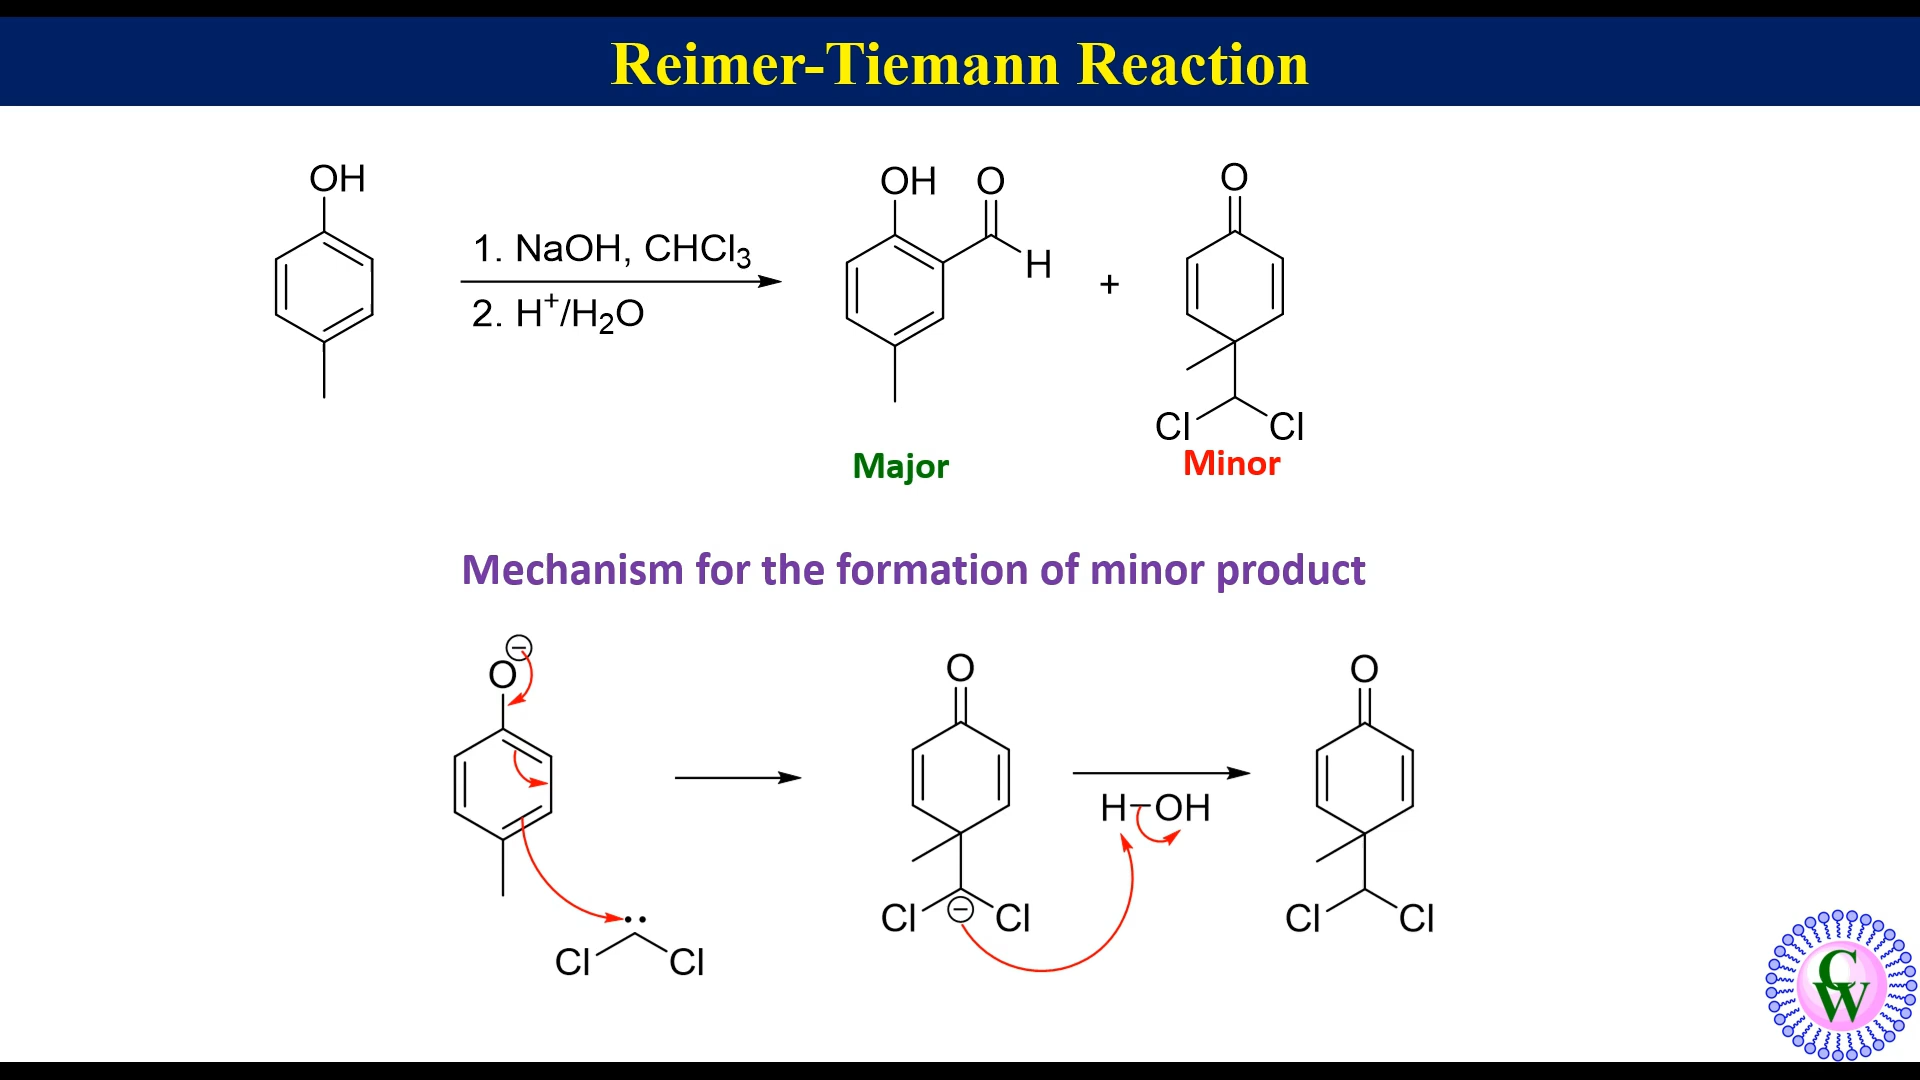 Reimer-Tiemann Reaction
OH
1. NaOH, CHCl₃
2. H⁺/H₂O
OH O
H
+
O
Cl Cl
Major
Minor
Mechanism for the formation of minor product
O⊖
Cl Cl
O
Cl ⊖ Cl
H–OH
O
Cl Cl
CW